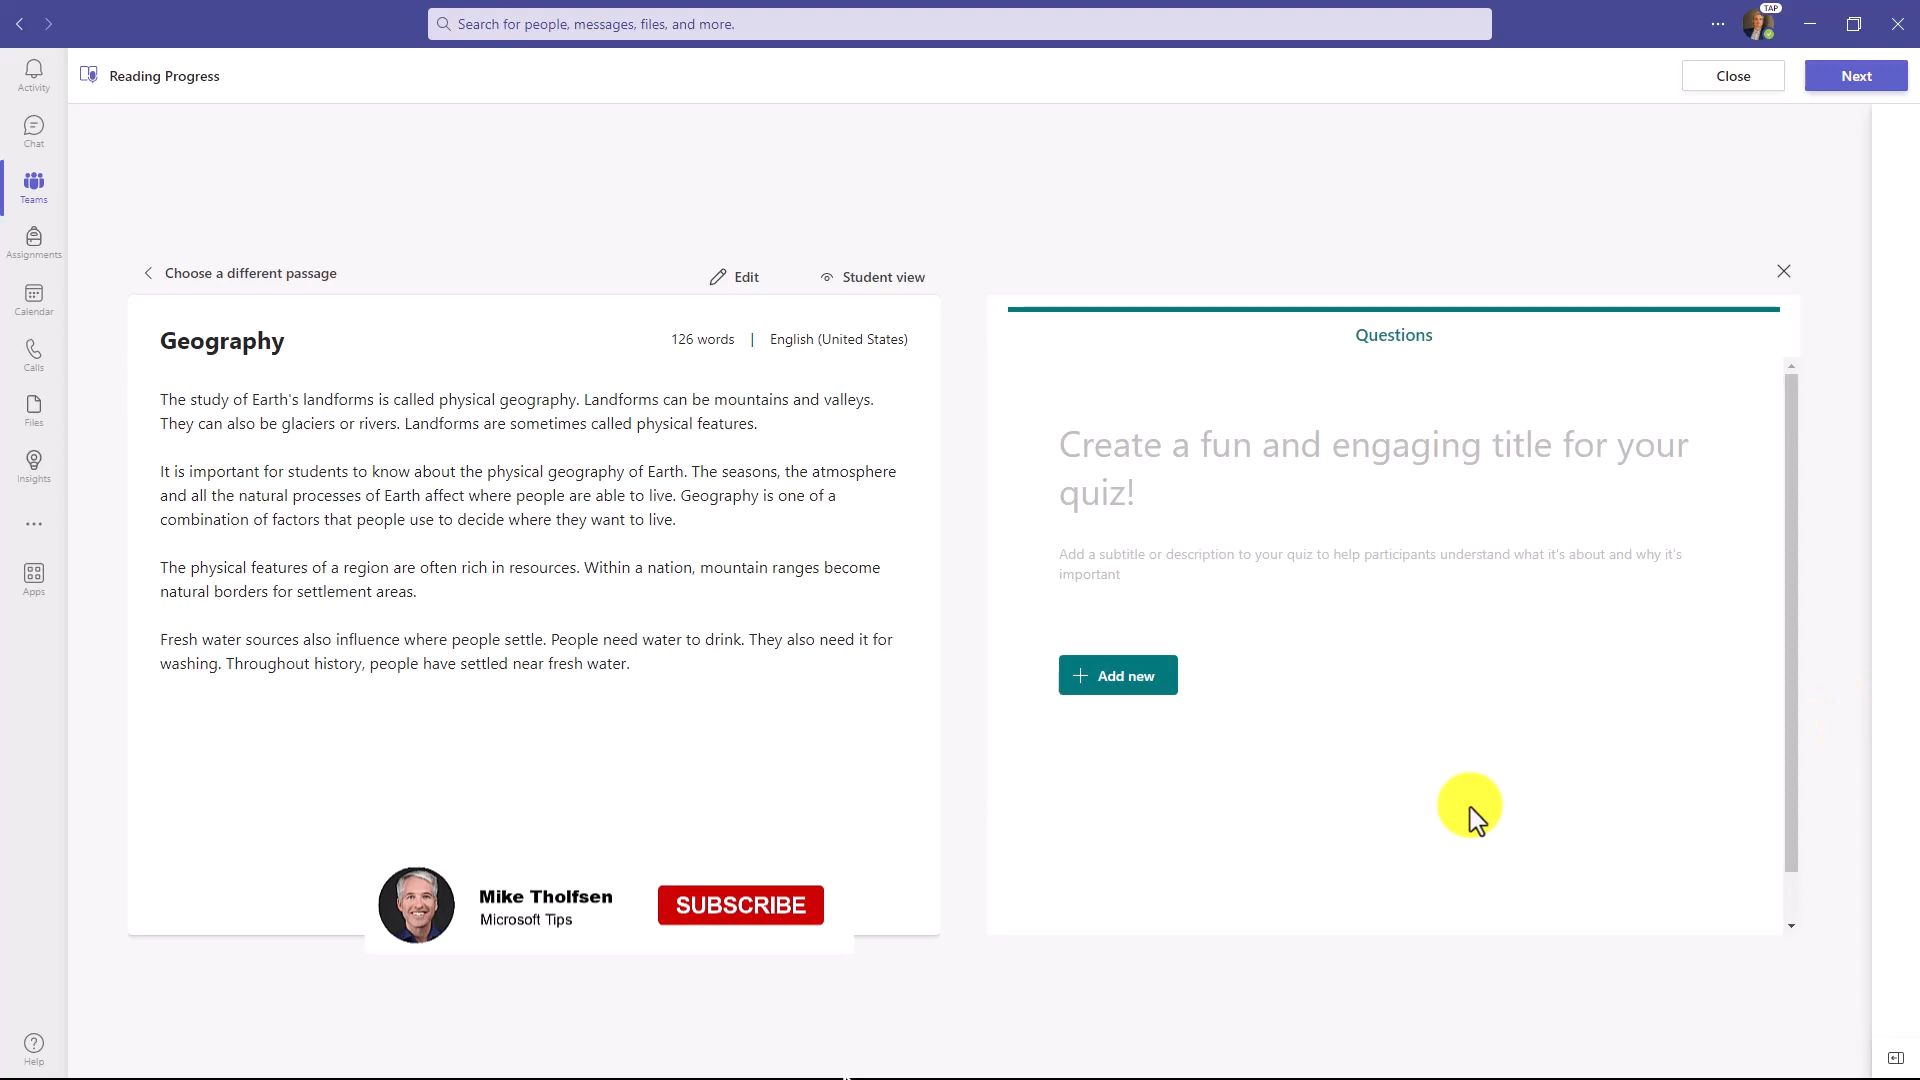 Search for people, messages, files, and more.
TAP
Activity
Chat
Teams
Assignments
Calendar
Calls
Files
Insights
Apps
Help
Reading Progress
Close
Next
Choose a different passage
Edit
Student view
Geography
126 words | English (United States)
The study of Earth's landforms is called physical geography. Landforms can be mountains and valleys.
They can also be glaciers or rivers. Landforms are sometimes called physical features.
It is important for students to know about the physical geography of Earth. The seasons, the atmosphere
and all the natural processes of Earth affect where people are able to live. Geography is one of a
combination of factors that people use to decide where they want to live.
The physical features of a region are often rich in resources. Within a nation, mountain ranges become
natural borders for settlement areas.
Fresh water sources also influence where people settle. People need water to drink. They also need it for
washing. Throughout history, people have settled near fresh water.
Mike Tholfsen
Microsoft Tips
SUBSCRIBE
Questions
Create a fun and engaging title for your
quiz!
Add a subtitle or description to your quiz to help participants understand what it's about and why it's
important
Add new